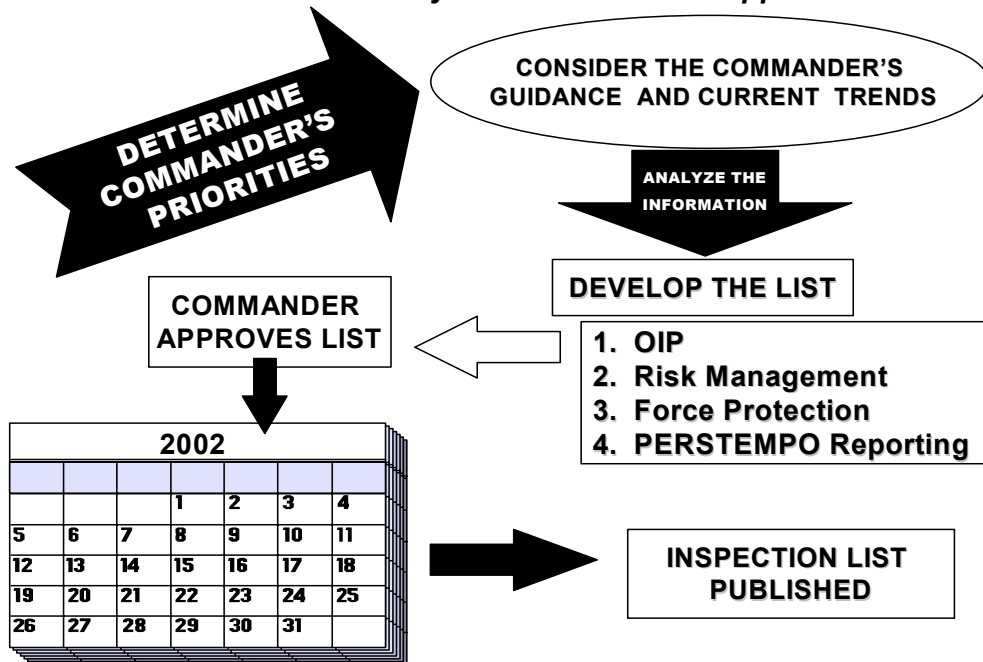 DETERMINE
COMMANDER'S
PRIORITIES
CONSIDER THE COMMANDER'S
GUIDANCE AND CURRENT TRENDS
ANALYZE THE
INFORMATION
DEVELOP THE LIST
1. OIP
2. Risk Management
3. Force Protection
4. PERSTEMPO Reporting
COMMANDER
APPROVES LIST
2002
1 2 3 4
5 6 7 8 9 10 11
12 13 14 15 16 17 18
19 20 21 22 23 24 25
26 27 28 29 30 31
INSPECTION LIST
PUBLISHED